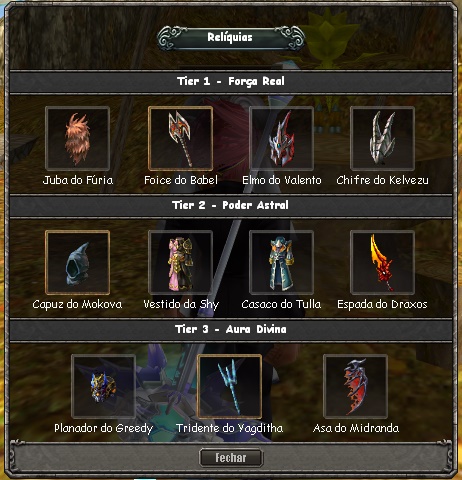 Relíquias
Tier 1 - Força Real
Juba do Fúria Foice do Babel Elmo do Valento Chifre do Kelvezu
Tier 2 - Poder Astral
Capuz do Mokova Vestido da Shy Casaco do Tulla Espada do Draxos
Tier 3 - Aura Divina
Planador do Greedy Tridente do Yagditha Asa do Midranda
Fechar